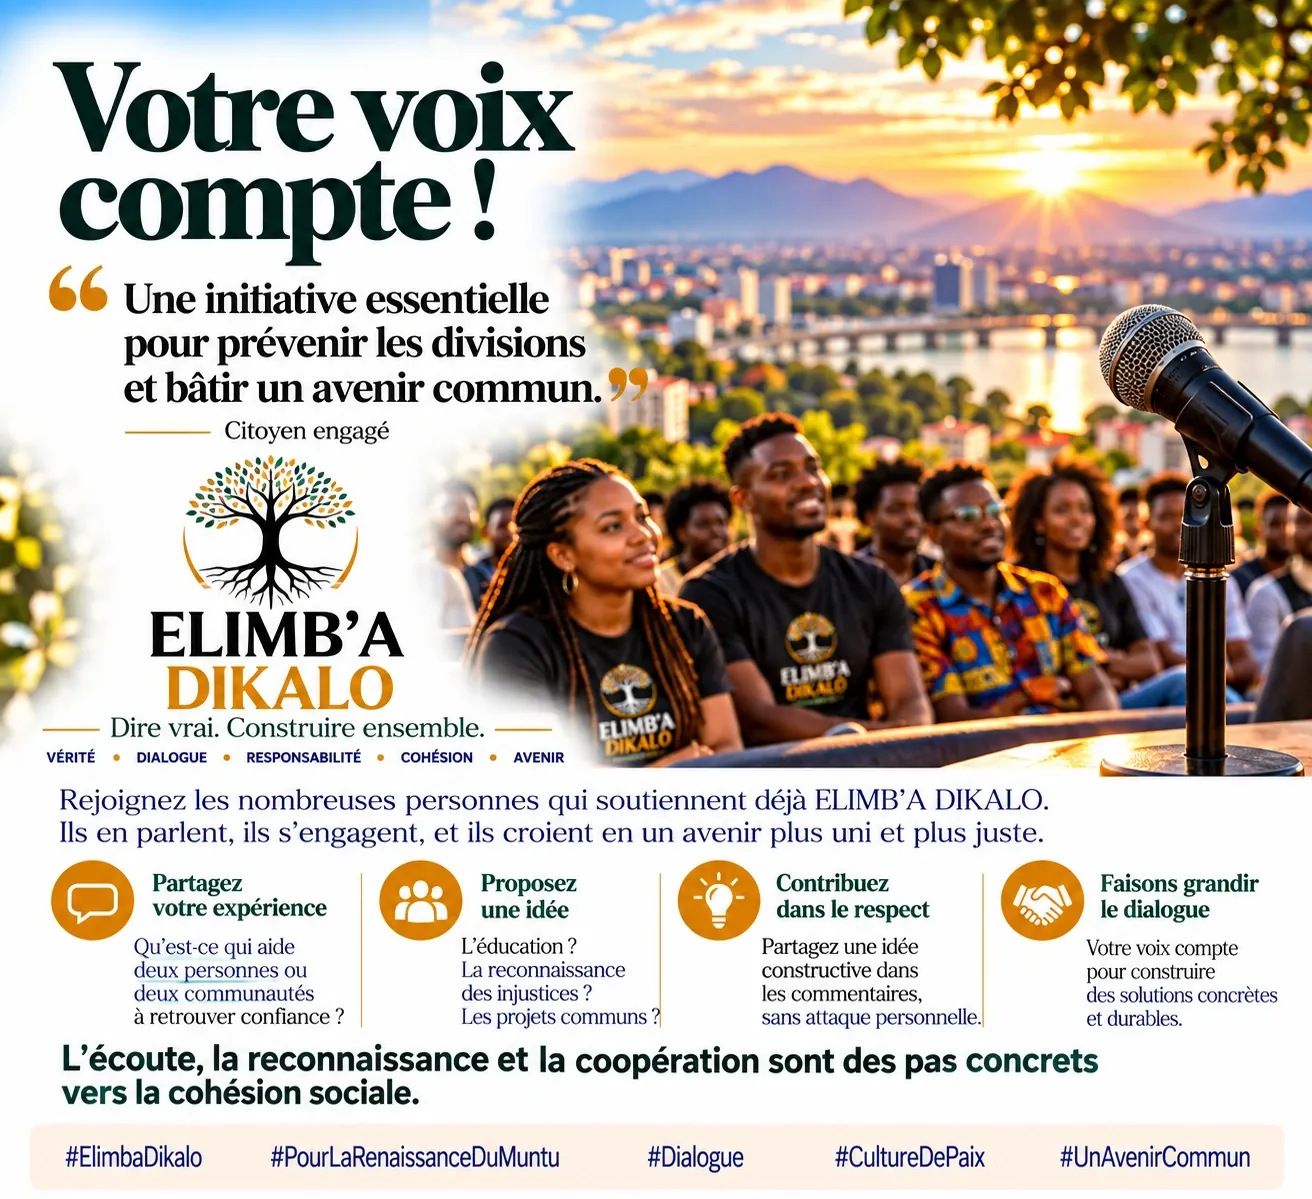 Votre voix
compte !
“ Une initiative essentielle
pour prévenir les divisions
et bâtir un avenir commun. ”
Citoyen engagé
ELIMB’A
DIKALO
Dire vrai. Construire ensemble.
VÉRITÉ • DIALOGUE • RESPONSABILITÉ • COHÉSION • AVENIR
ELIMB’A
DIKALO
ELIMB’A
DIKALO
Rejoignez les nombreuses personnes qui soutiennent déjà ELIMB’A DIKALO.
Ils en parlent, ils s’engagent, et ils croient en un avenir plus uni et plus juste.
Partagez
votre expérience
Qu’est-ce qui aide
deux personnes ou
deux communautés
à retrouver confiance ?
Proposez
une idée
L’éducation ?
La reconnaissance
des injustices ?
Les projets communs ?
Contribuez
dans le respect
Partagez une idée
constructive dans
les commentaires,
sans attaque personnelle.
Faisons grandir
le dialogue
Votre voix compte
pour construire
des solutions concrètes
et durables.
L’écoute, la reconnaissance et la coopération sont des pas concrets
vers la cohésion sociale.
#ElimbaDikalo #PourLaRenaissanceDuMuntu #Dialogue #CultureDePaix #UnAvenirCommun